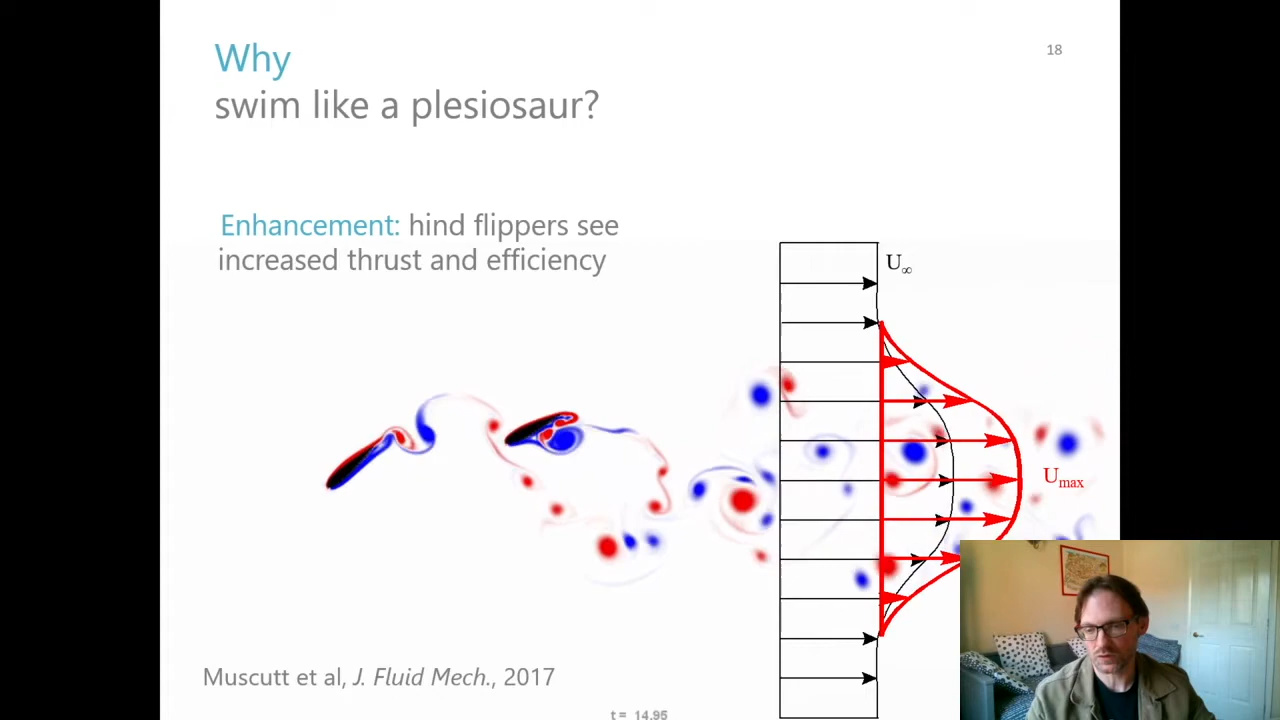 Why
18
swim like a plesiosaur?
Enhancement: hind flippers see
increased thrust and efficiency
U∞
Umax
Muscutt et al, J. Fluid Mech., 2017
t = 14.95